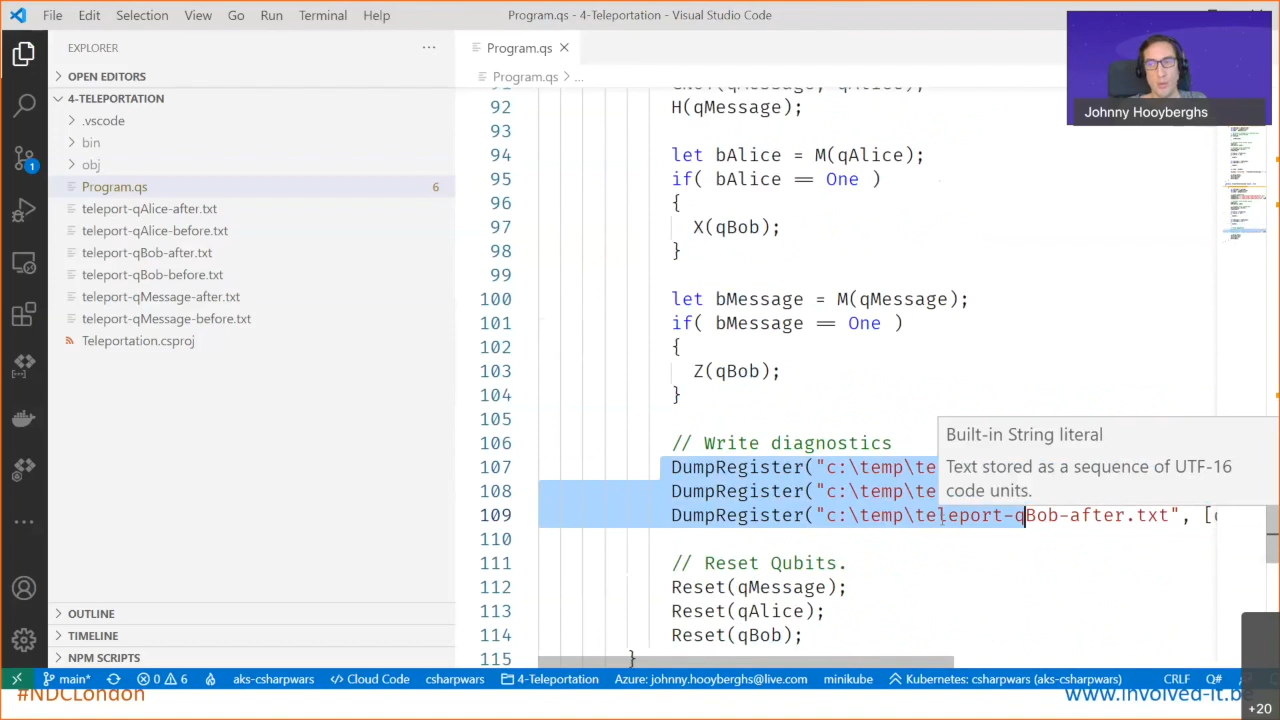 File Edit Selection View Go Run Terminal Help
Program.qs - 4-Teleportation - Visual Studio Code
EXPLORER
OPEN EDITORS
4-TELEPORTATION
.vscode
bin
obj
Program.qs 6
teleport-qAlice-after.txt
teleport-qAlice-before.txt
teleport-qBob-after.txt
teleport-qBob-before.txt
teleport-qMessage-after.txt
teleport-qMessage-before.txt
Teleportation.csproj
OUTLINE
TIMELINE
NPM SCRIPTS
1
Program.qs
Program.qs > ...
92 H(qMessage);
93
94 let bAlice = M(qAlice);
95 if( bAlice == One )
96 {
97 X(qBob);
98 }
99
100 let bMessage = M(qMessage);
101 if( bMessage == One )
102 {
103 Z(qBob);
104 }
105
106 // Write diagnostics
107 DumpRegister("c:\temp\te
108 DumpRegister("c:\temp\te
109 DumpRegister("c:\temp\teleport-qBob-after.txt", [
110
111 // Reset Qubits.
112 Reset(qMessage);
113 Reset(qAlice);
114 Reset(qBob);
115 }
Built-in String literal
Text stored as a sequence of UTF-16
code units.
Johnny Hooyberghs
main* 0 6 aks-csharpwars Cloud Code csharpwars 4-Teleportation Azure: johnny.hooyberghs@live.com minikube Kubernetes: csharpwars (aks-csharpwars) CRLF Q#
#NDCLondon
www.involved-it.be
+20